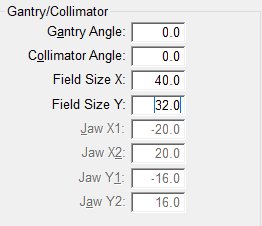 Gantry/Collimator
Gantry Angle: 0.0
Collimator Angle: 0.0
Field Size X: 40.0
Field Size Y: 32.0
Jaw X1: -20.0
Jaw X2: 20.0
Jaw Y1: -16.0
Jaw Y2: 16.0